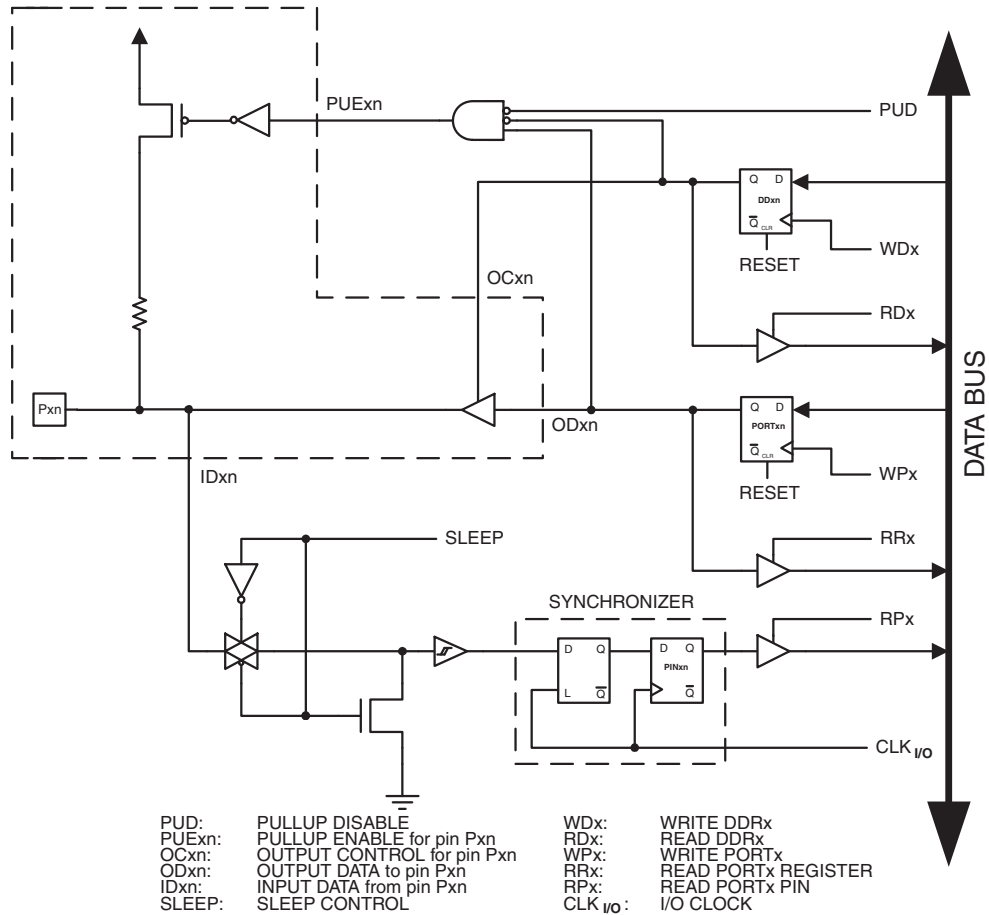 PUExn
PUD
Q D
DDxn
Q CLR
WDx
RESET
OCxn
RDx
Pxn
ODxn
Q D
PORTxn
Q CLR
WPx
RESET
DATA BUS
IDxn
SLEEP
RRx
SYNCHRONIZER
RPx
D Q
L Q
D Q
PINxn
Q
CLK I/O
PUD: PULLUP DISABLE
PUExn: PULLUP ENABLE for pin Pxn
OCxn: OUTPUT CONTROL for pin Pxn
ODxn: OUTPUT DATA to pin Pxn
IDxn: INPUT DATA from pin Pxn
SLEEP: SLEEP CONTROL
WDx: WRITE DDRx
RDx: READ DDRx
WPx: WRITE PORTx
RRx: READ PORTx REGISTER
RPx: READ PORTx PIN
CLK I/O: I/O CLOCK